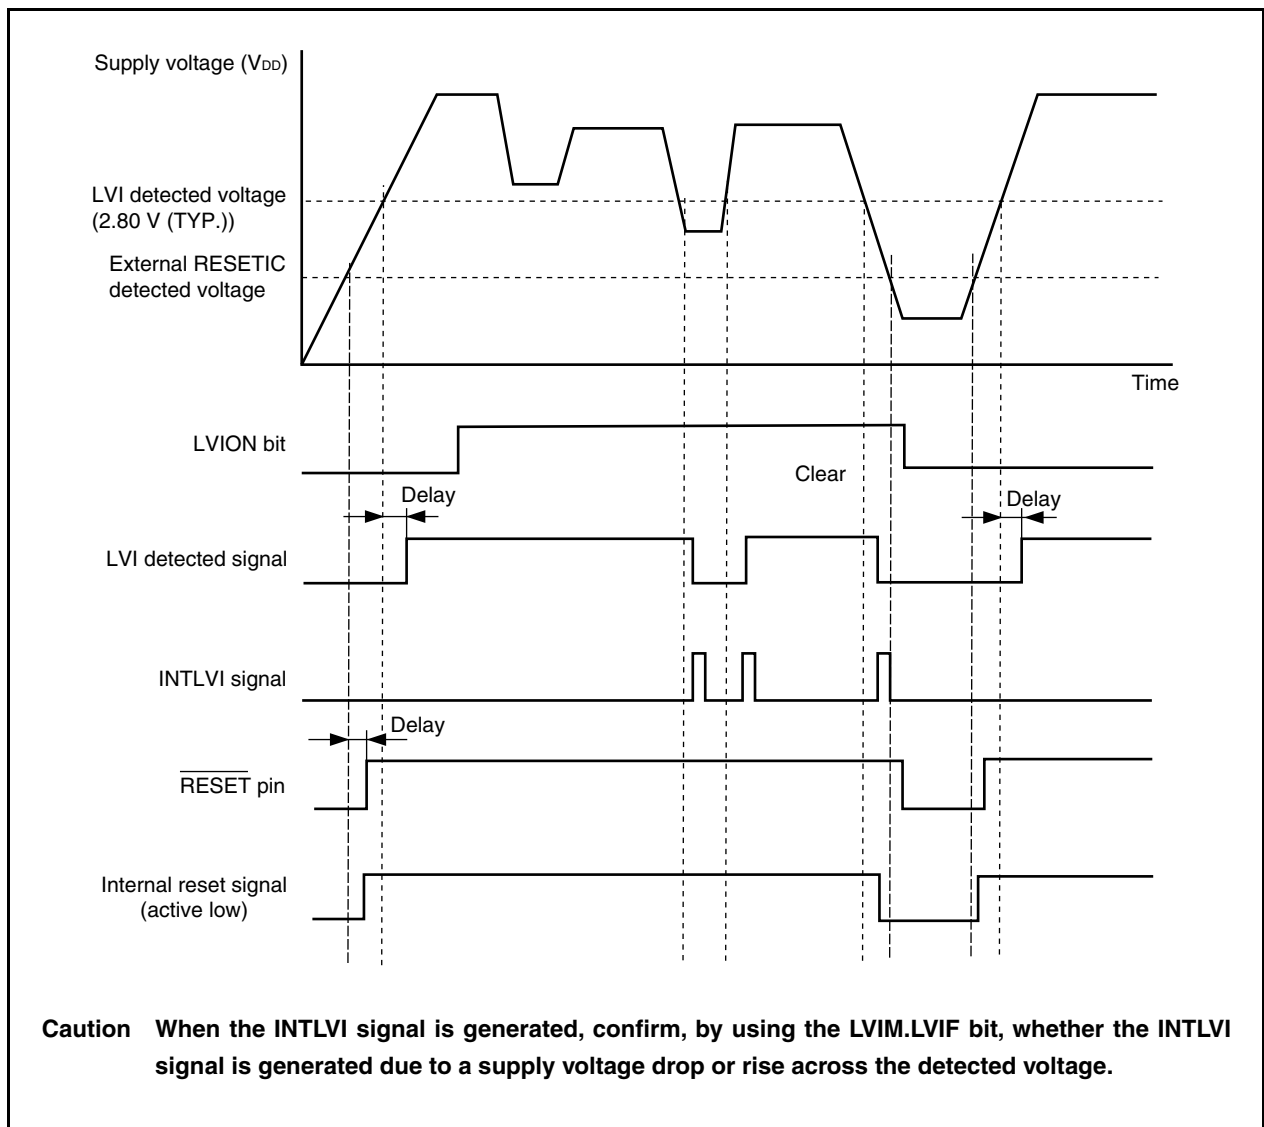 Supply voltage (VDD)
LVI detected voltage
(2.80 V (TYP.))
External RESETIC
detected voltage
Time
LVION bit
Clear
Delay
Delay
LVI detected signal
INTLVI signal
Delay
RESET pin
Internal reset signal
(active low)
Caution When the INTLVI signal is generated, confirm, by using the LVIM.LVIF bit, whether the INTLVI
signal is generated due to a supply voltage drop or rise across the detected voltage.